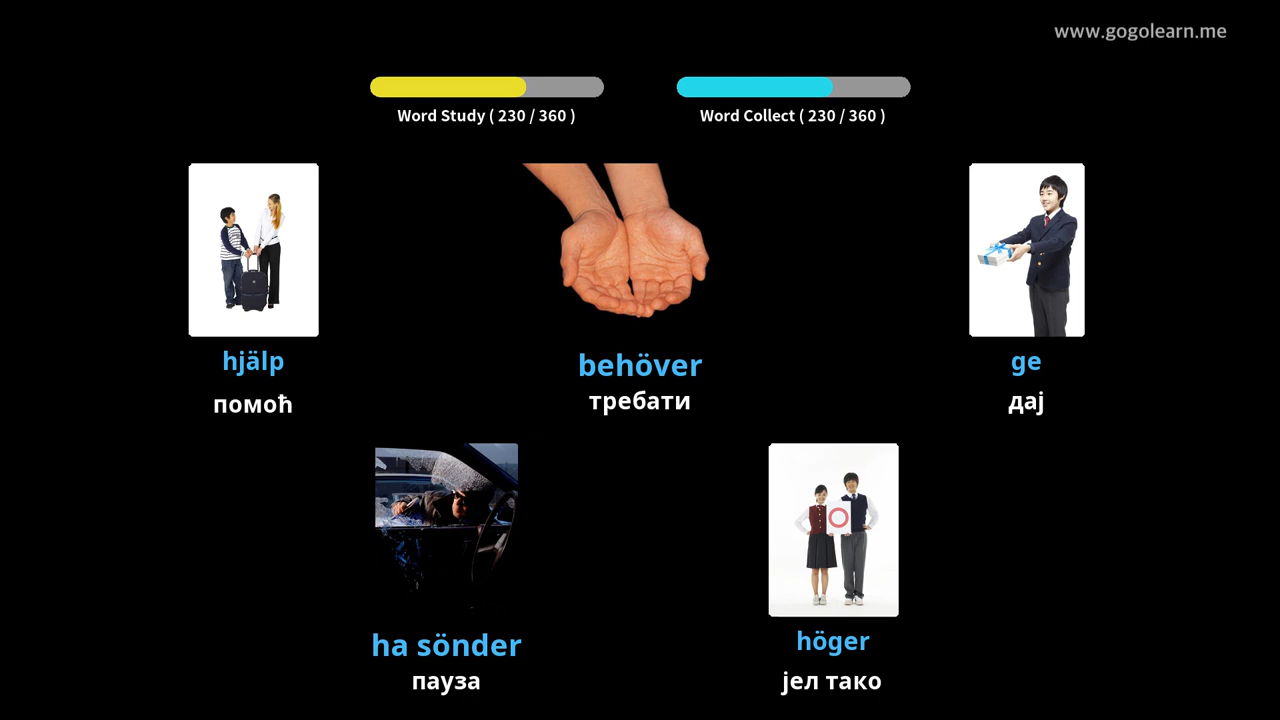 www.gogolearn.me
Word Study ( 230 / 360 )
Word Collect ( 230 / 360 )
hjälp
помоћ
behöver
требати
ge
дај
ha sönder
пауза
höger
јел тако